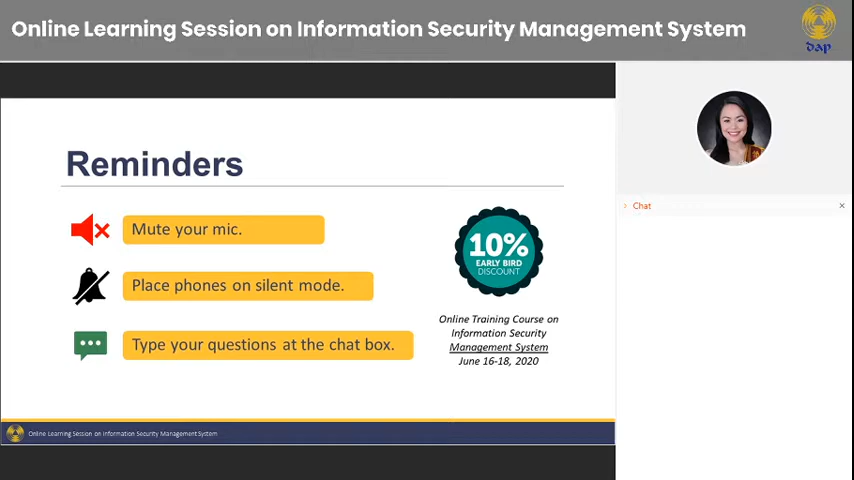 Online Learning Session on Information Security Management System
dap
Reminders
Mute your mic.
Place phones on silent mode.
Type your questions at the chat box.
10%
EARLY BIRD
DISCOUNT
Online Training Course on
Information Security
Management System
June 16-18, 2020
Chat
Online Learning Session on Information Security Management System